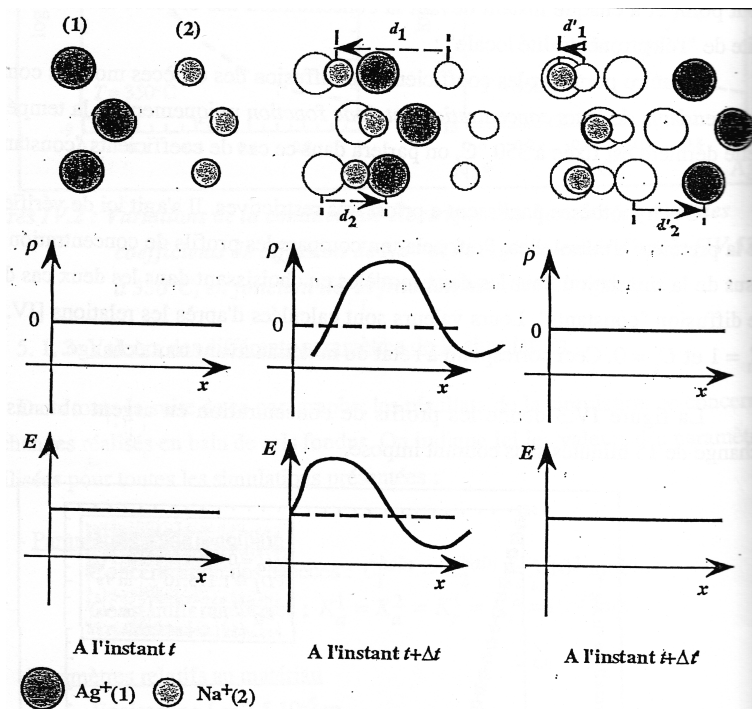 (1) (2) d₁ d'₁
d₂ d'₂
ρ ρ ρ
0 0 0
x x x
E E E
x x x
A l'instant t A l'instant t+Δt A l'instant t+Δt'
Ag⁺(1) Na⁺(2)